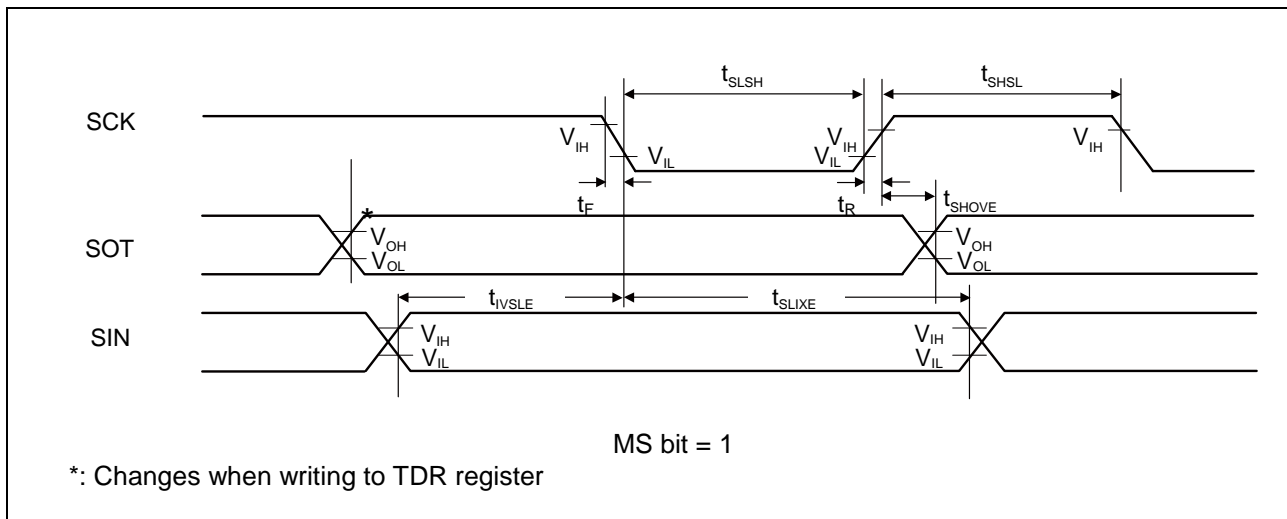 tSLSH tSHSL
SCK
VIH VIL VIH VIH
VIL
tF tR tSHOVE
*
SOT
VOH VOH
VOL VOL
tIVSLE tSLIXE
SIN
VIH VIH
VIL VIL
MS bit = 1
*: Changes when writing to TDR register